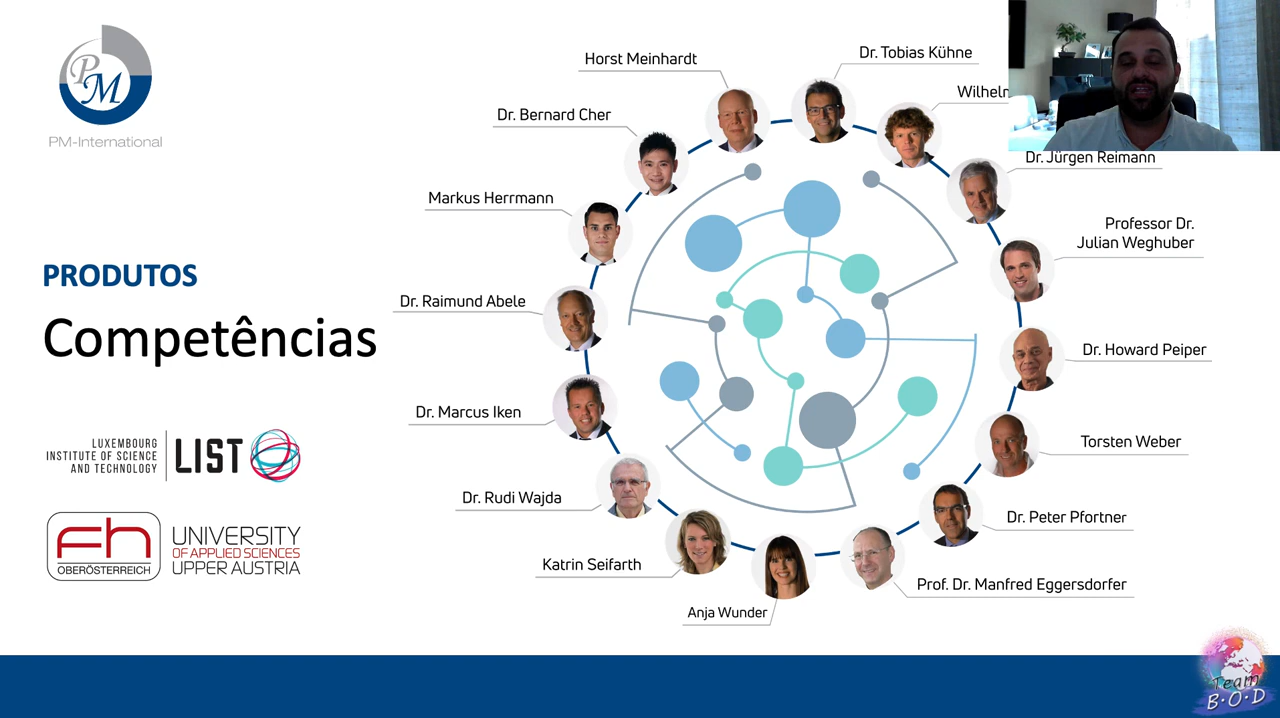 PM
PM-International
PRODUTOS
Competências
LUXEMBOURG
INSTITUTE OF SCIENCE
AND TECHNOLOGY
LIST
fh
OBERÖSTERREICH
UNIVERSITY
OF APPLIED SCIENCES
UPPER AUSTRIA
Horst Meinhardt
Dr. Tobias Kühne
Dr. Bernard Cher
Dr. Jürgen Reimann
Markus Herrmann
Professor Dr.
Julian Weghuber
Dr. Raimund Abele
Dr. Howard Peiper
Dr. Marcus Iken
Torsten Weber
Dr. Rudi Wajda
Dr. Peter Pfortner
Katrin Seifarth
Prof. Dr. Manfred Eggersdorfer
Anja Wunder
Team
B·O·D